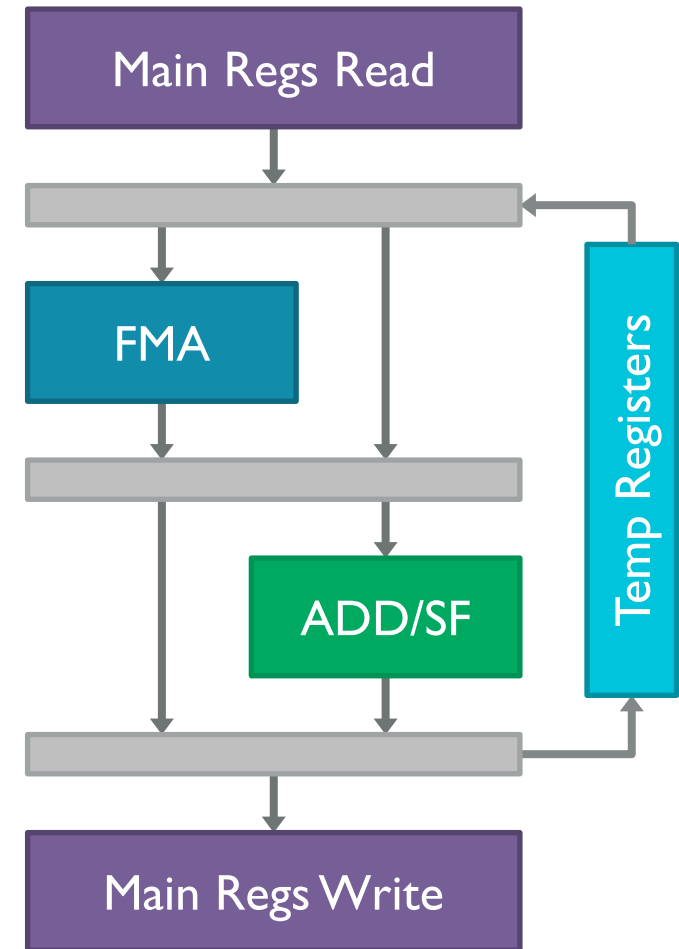 Main Regs Read
FMA
Temp Registers
ADD/SF
Main Regs Write